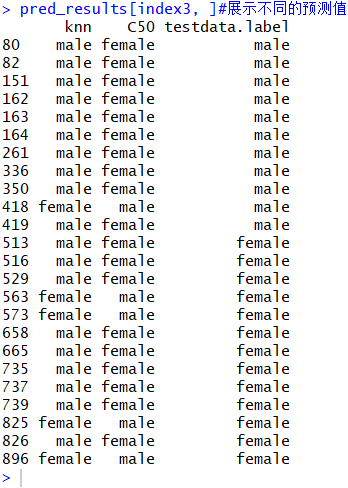 > pred_results[index3, ]#展示不同的预测值
knn C50 testdata.label
80 male female male
82 male female male
151 male female male
162 male female male
163 male female male
164 male female male
261 male female male
336 male female male
350 male female male
418 female male male
419 male female male
513 male female female
516 male female female
529 male female female
563 female male female
573 female male female
658 male female female
665 male female female
735 male female female
737 male female female
739 male female female
825 female male female
826 male female female
896 female male female
>